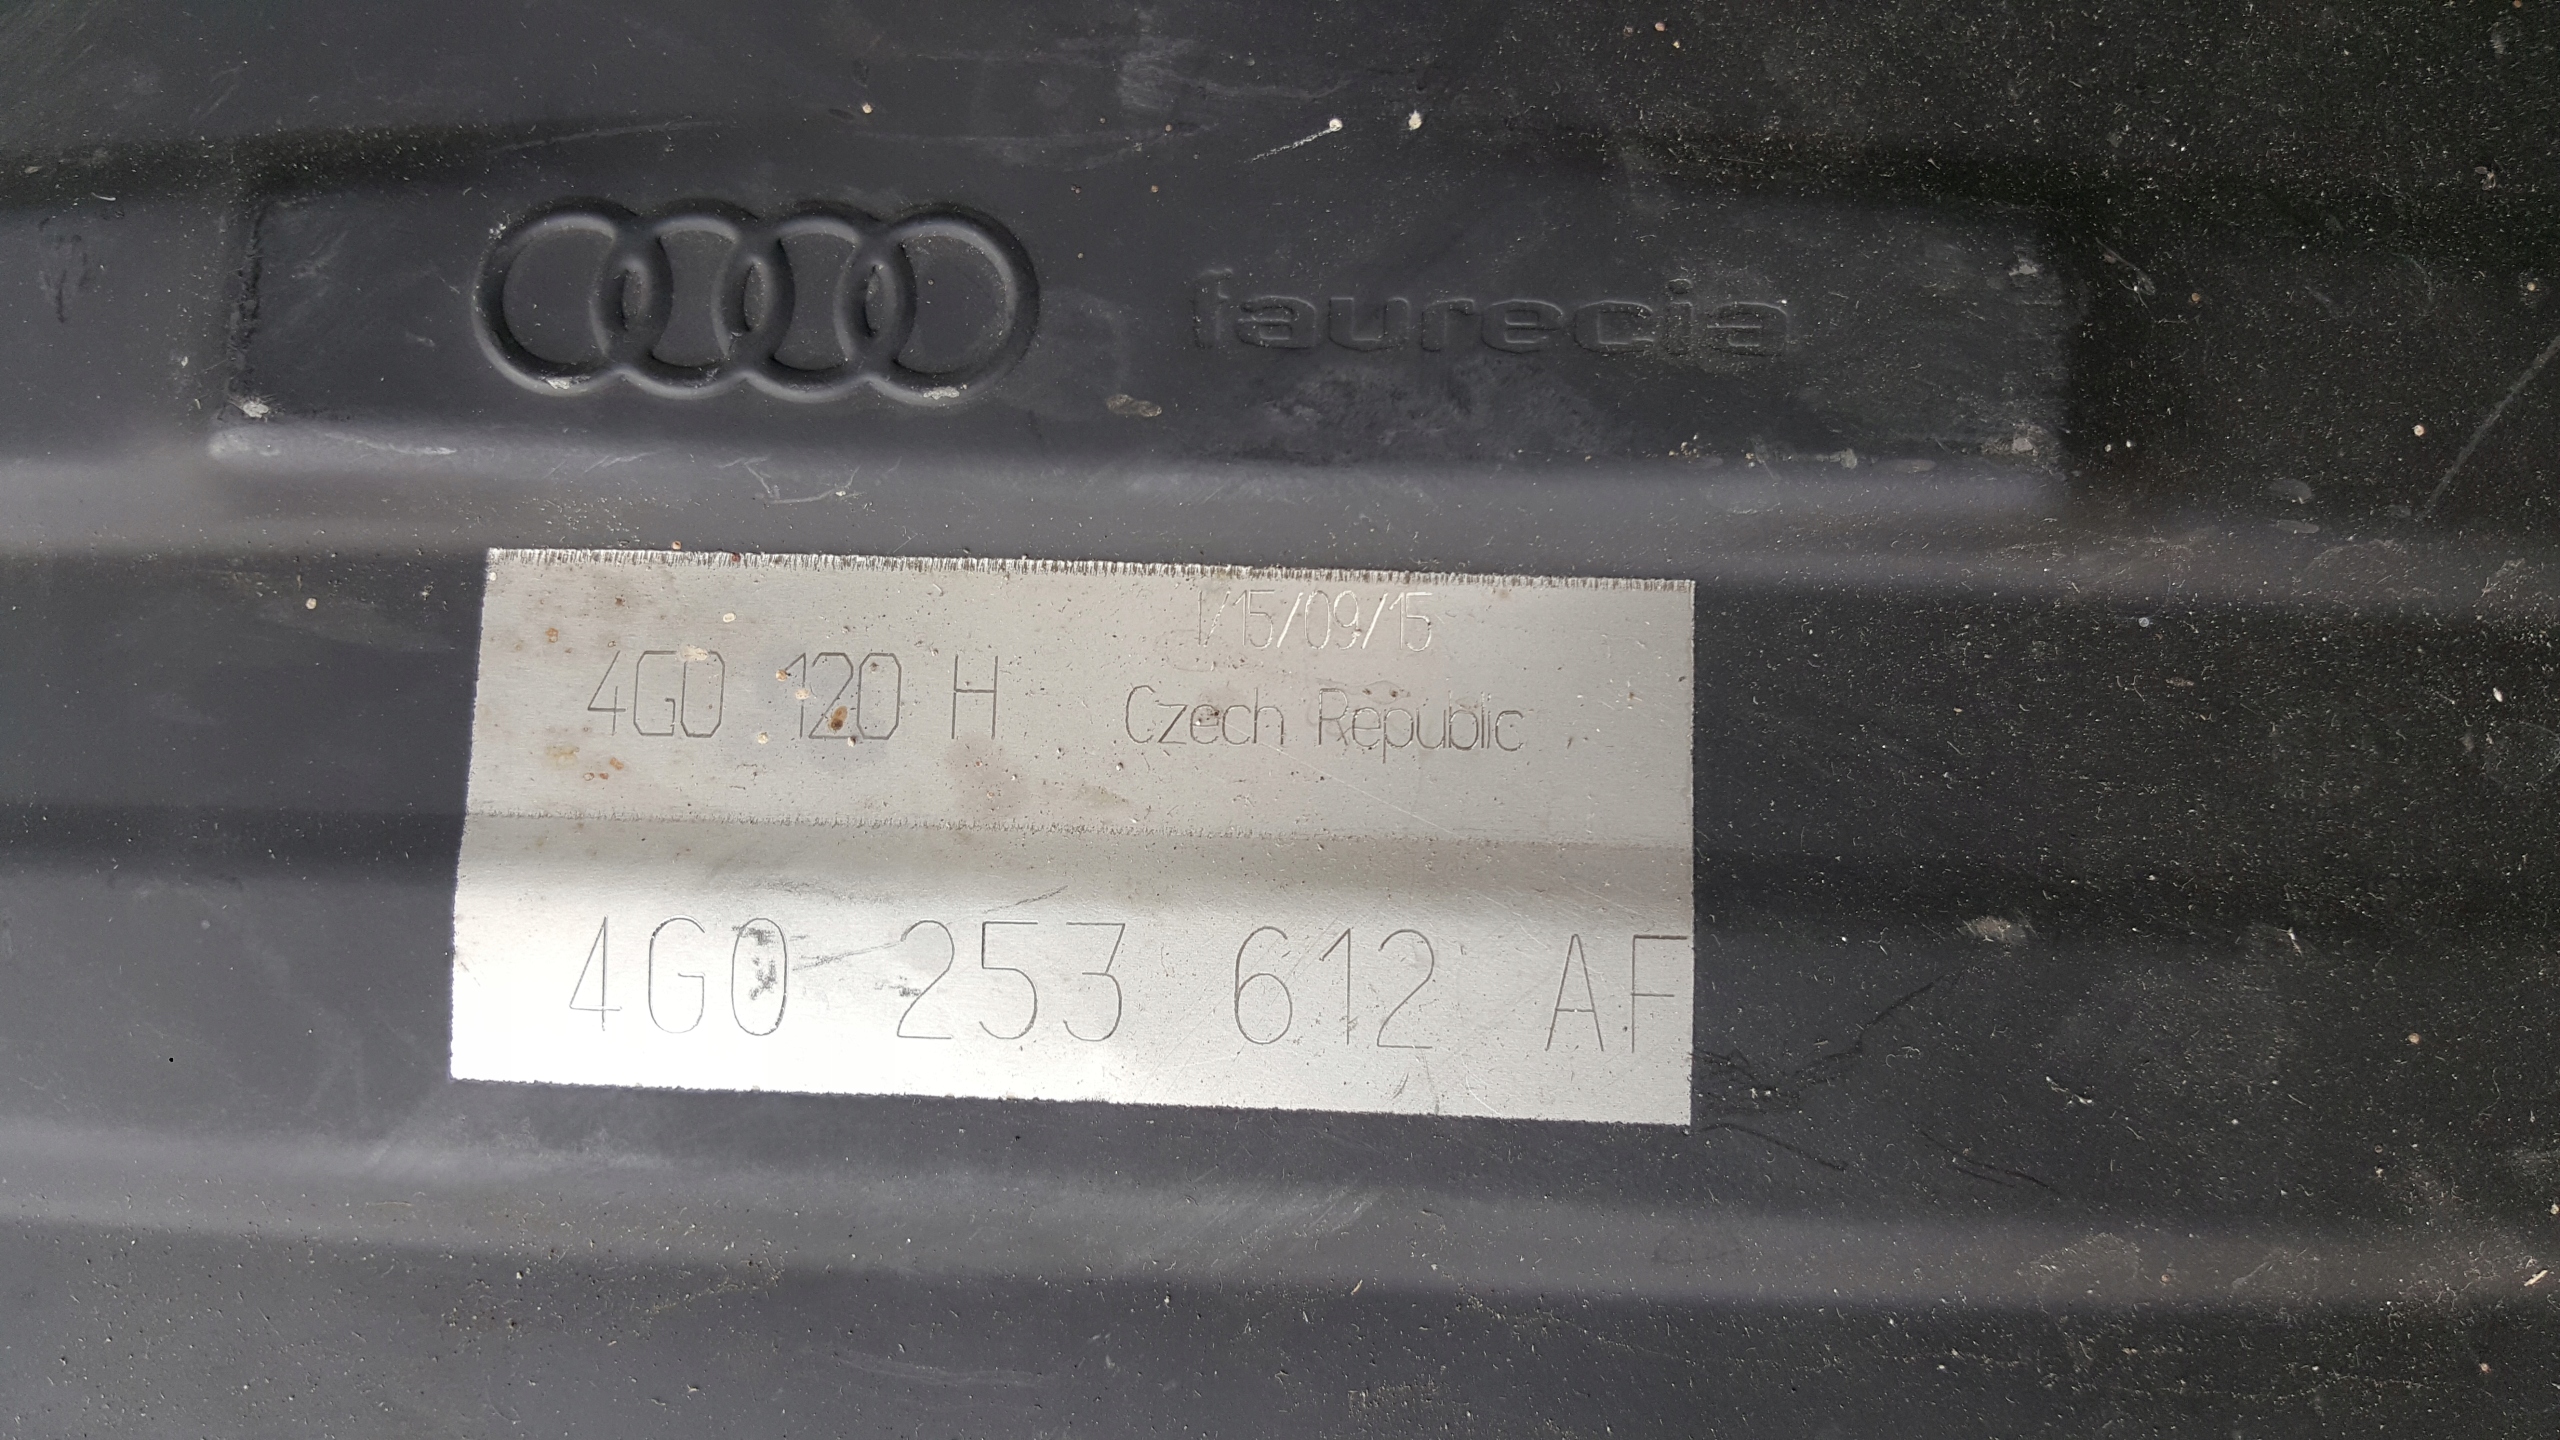 faurecia
1/15/09/15
4G0 120 H Czech Republic
4G0 253 612 AF